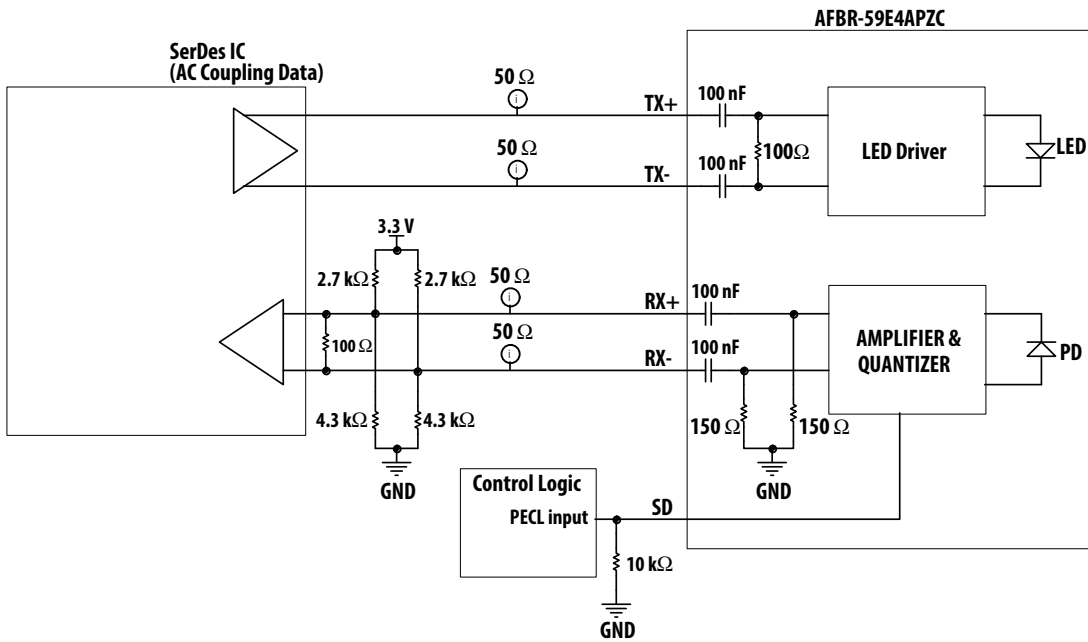 AFBR-59E4APZC
SerDes IC
(AC Coupling Data)
50 Ω
TX+
100 nF
100Ω
LED Driver
LED
50 Ω
TX-
100 nF
3.3 V
2.7 kΩ
2.7 kΩ
50 Ω
RX+
100 nF
100 Ω
50 Ω
RX-
100 nF
AMPLIFIER &
QUANTIZER
PD
4.3 kΩ
4.3 kΩ
150 Ω
150 Ω
GND
GND
Control Logic
PECL input
SD
10 kΩ
GND